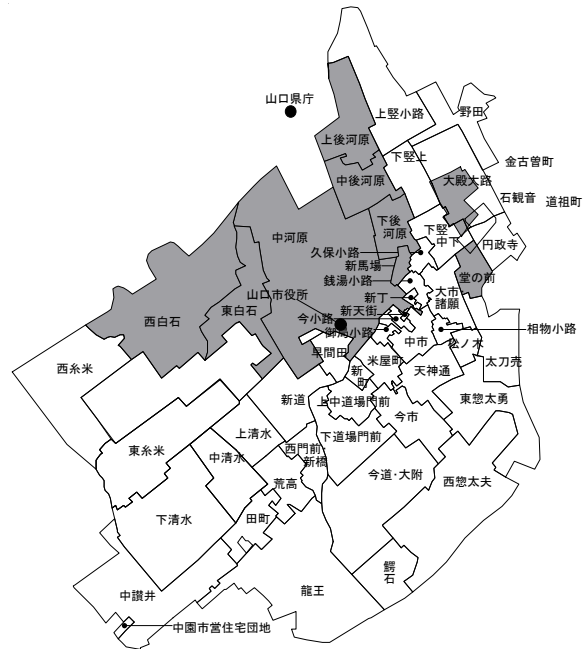 山口県庁
上竪小路
野田
上後河原
下竪上
金古曽町
中後河原
大殿大路
石観音
道祖町
下後
河原
中河原
下竪
中下
円政寺
久保小路
新馬場
銭湯小路
堂の前
山口市役所
新丁
大市
諸願
西白石
東白石
新天街
今小路
御局小路
相物小路
早間田
中市
松ノ木
西糸米
米屋町
天神通
太刀売
新
町
新道
上中道場門前
東惣太勇
今市
上清水
東糸米
西門前・
新橋
下道場門前
中清水
荒高
今道・大附
西惣太夫
下清水
田町
鰐
石
中讃井
龍王
中園市営住宅団地